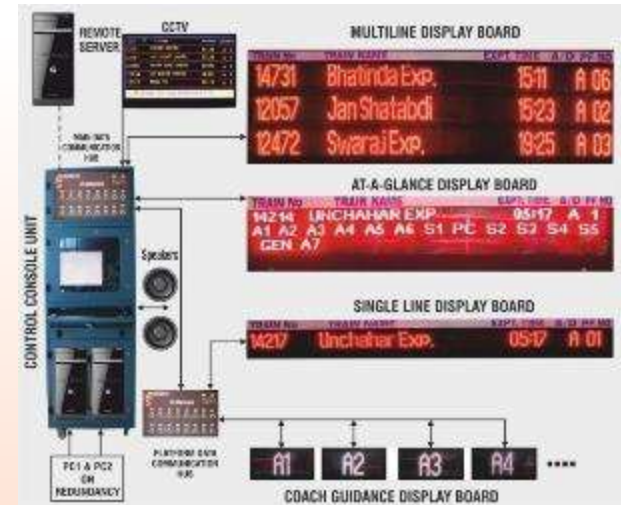 REMOTE
SERVER
CCTV
MULTILINE DISPLAY BOARD
TRAIN No TRAIN NAME EXPT. TIME A/D PF.NO
14731 Bhatinda Exp. 15:11 A 06
12057 Jan Shatabdi 15:23 A 02
12472 Swaraj Exp. 19:25 A 03
MAIN DATA
COMMUNICATION
HUB
AT-A-GLANCE DISPLAY BOARD
TRAIN No TRAIN NAME EXPT. TIME A/D PF.NO
14214 UNCHAHAR EXP 05:17 A 1
A1 A2 A3 A4 A5 A6 S1 PC S2 S3 S4 S5
GEN A7
CONTROL CONSOLE UNIT
Speakers
SINGLE LINE DISPLAY BOARD
TRAIN No TRAIN NAME EXPT. TIME A/D PF.NO
14217 Unchahar Exp. 05:17 A 01
PLATFORM DATA
COMMUNICATION
HUB
PC1 & PC2
ON
REDUNDANCY
A1 A2 A3 A4 ••••
COACH GUIDANCE DISPLAY BOARD